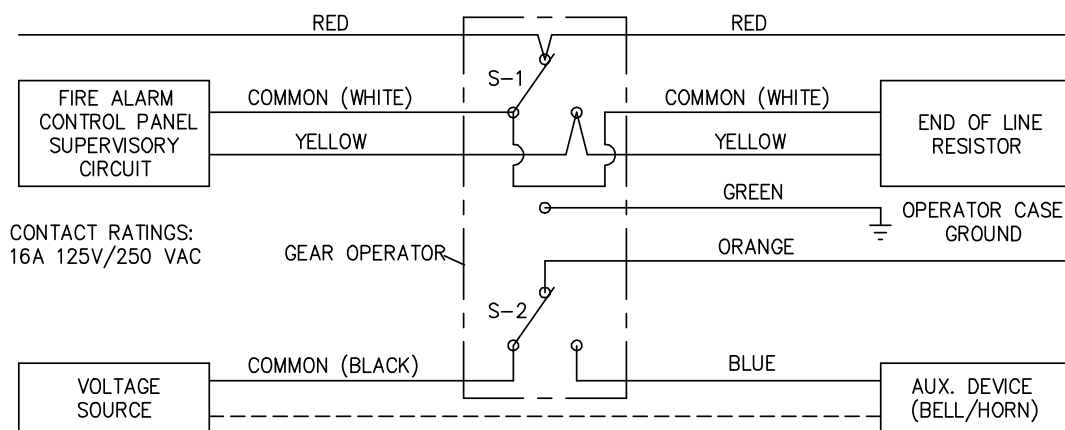 RED
RED
S-1
FIRE ALARM
CONTROL PANEL
SUPERVISORY
CIRCUIT
COMMON (WHITE)
COMMON (WHITE)
YELLOW
YELLOW
END OF LINE
RESISTOR
GREEN
OPERATOR CASE
GROUND
CONTACT RATINGS:
16A 125V/250 VAC
GEAR OPERATOR
ORANGE
S-2
COMMON (BLACK)
BLUE
VOLTAGE
SOURCE
AUX. DEVICE
(BELL/HORN)